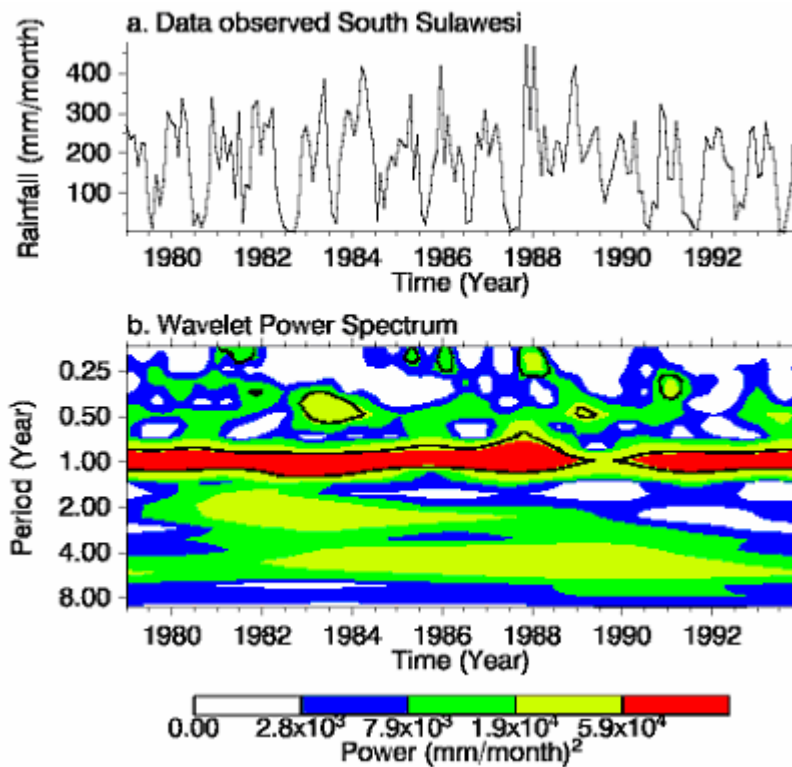 a. Data observed South Sulawesi
Rainfall (mm/month)
400
300
200
100
1980 1982 1984 1986 1988 1990 1992
Time (Year)
b. Wavelet Power Spectrum
Period (Year)
0.25
0.50
1.00
2.00
4.00
8.00
1980 1982 1984 1986 1988 1990 1992
Time (Year)
0.00 2.8x10³ 7.9x10³ 1.9x10⁴ 5.9x10⁴
Power (mm/month)²